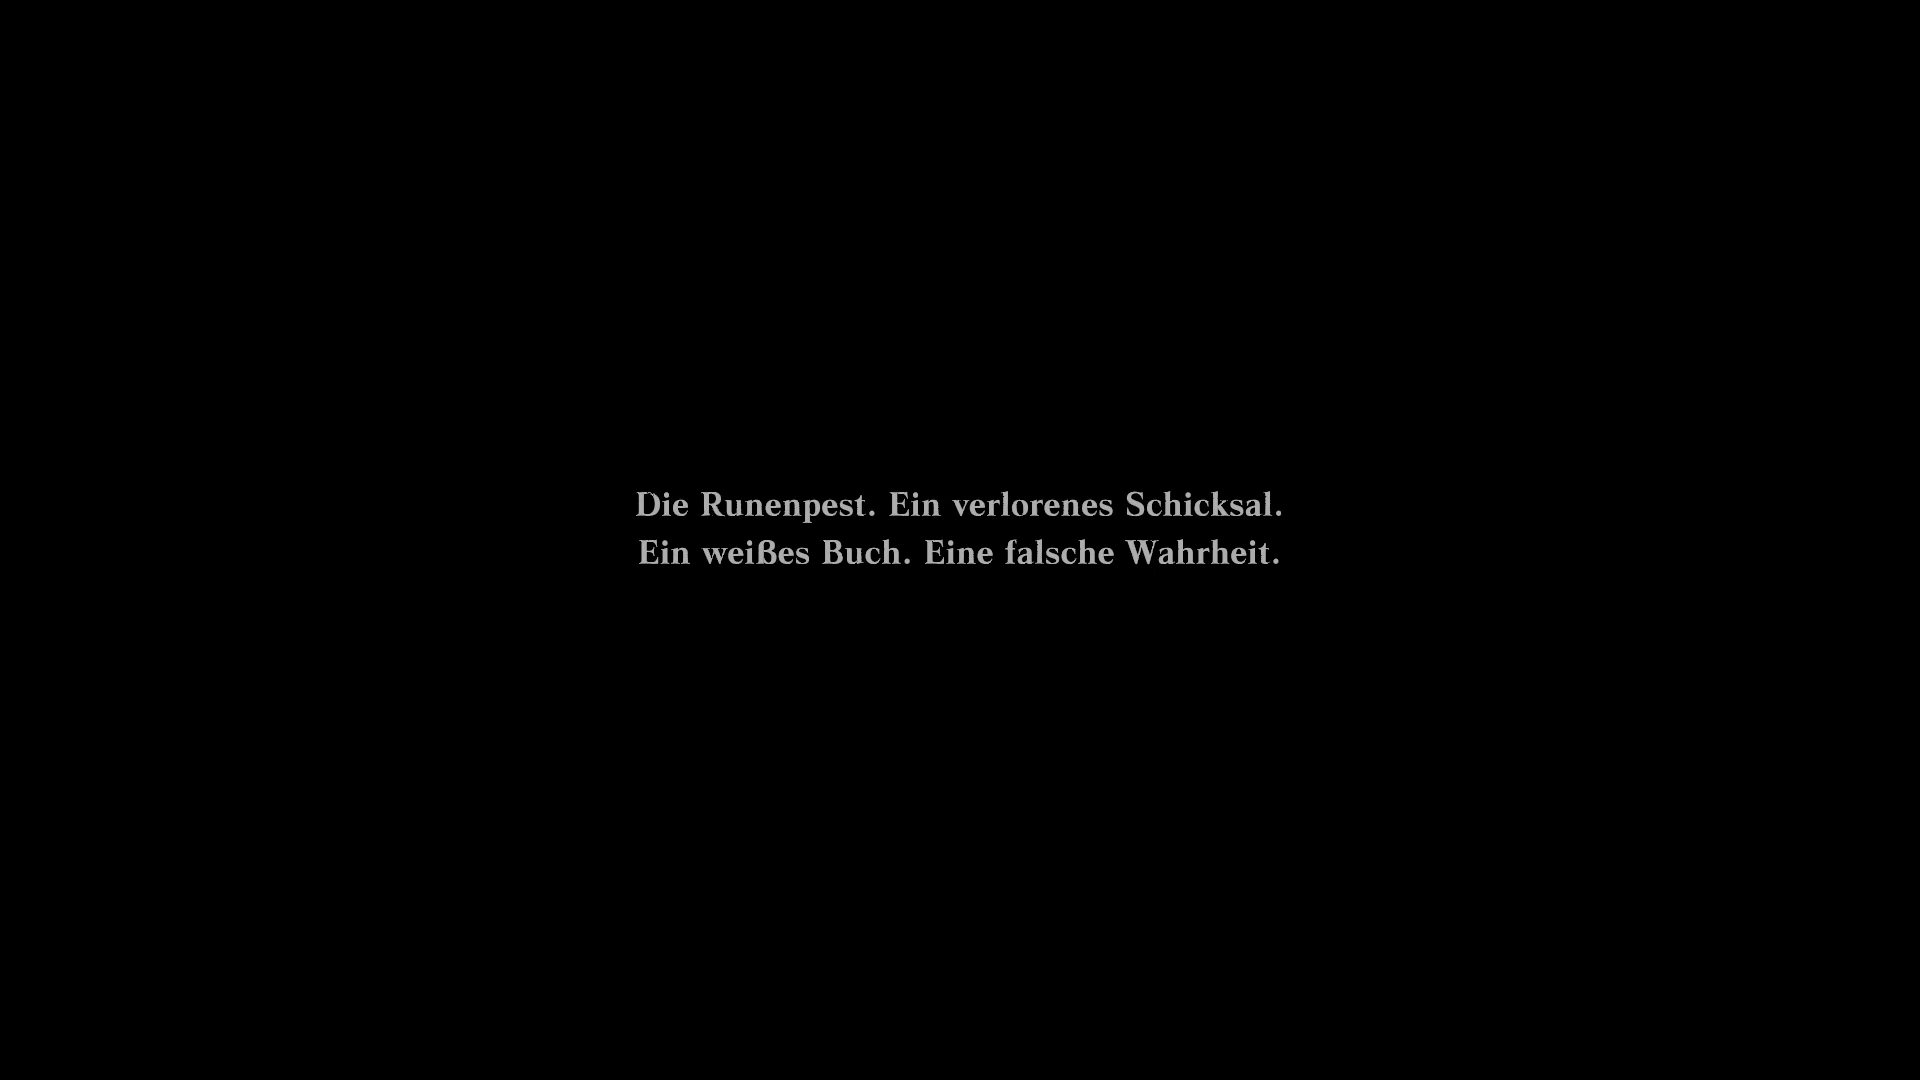 Die Runenpest. Ein verlorenes Schicksal.
Ein weißes Buch. Eine falsche Wahrheit.